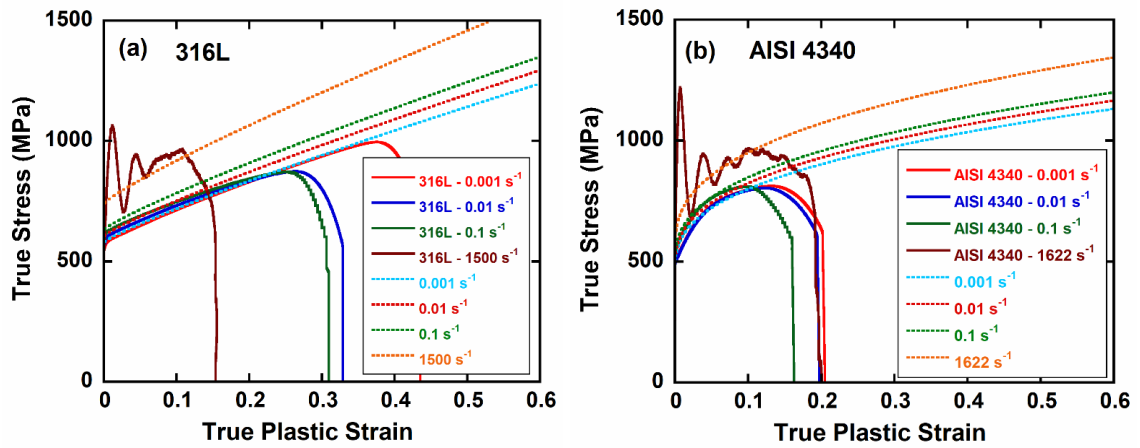 (a) 316L
True Stress (MPa)
1500
1000
500
0
0 0.1 0.2 0.3 0.4 0.5 0.6
True Plastic Strain
316L - 0.001 s⁻¹
316L - 0.01 s⁻¹
316L - 0.1 s⁻¹
316L - 1500 s⁻¹
0.001 s⁻¹
0.01 s⁻¹
0.1 s⁻¹
1500 s⁻¹
(b) AISI 4340
True Stress (MPa)
1500
1000
500
0
0 0.1 0.2 0.3 0.4 0.5 0.6
True Plastic Strain
AISI 4340 - 0.001 s⁻¹
AISI 4340 - 0.01 s⁻¹
AISI 4340 - 0.1 s⁻¹
AISI 4340 - 1622 s⁻¹
0.001 s⁻¹
0.01 s⁻¹
0.1 s⁻¹
1622 s⁻¹